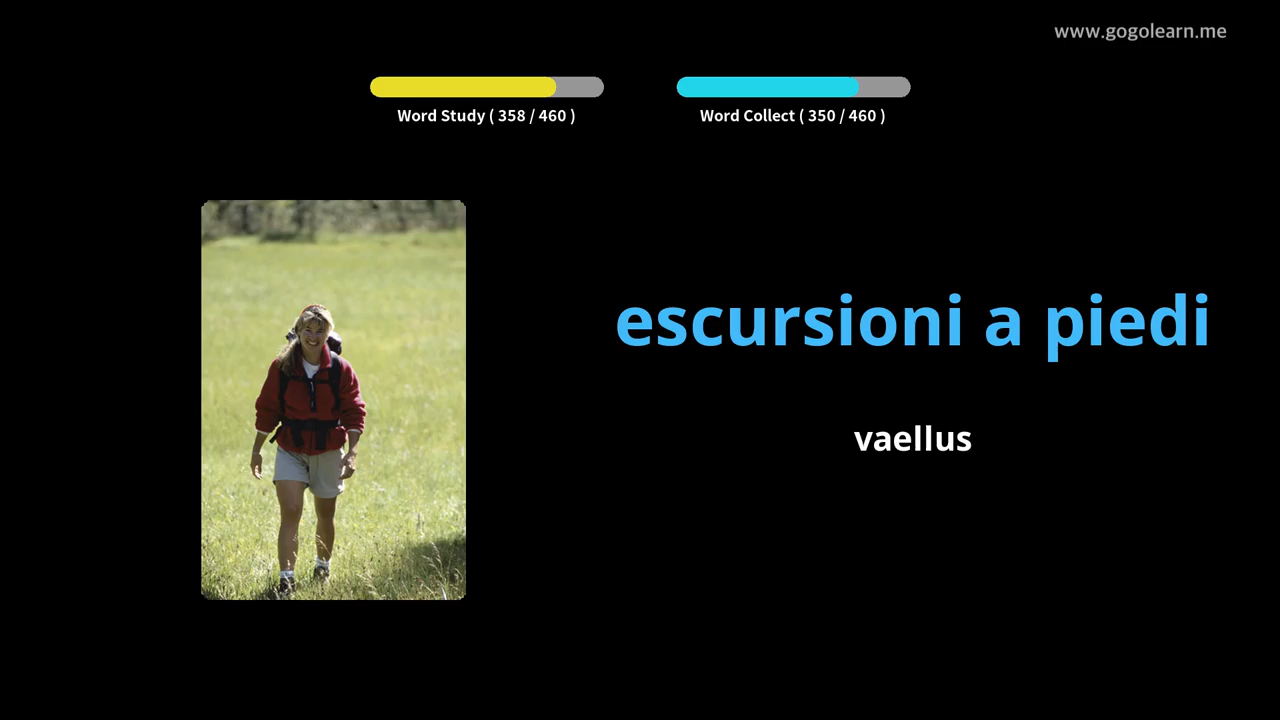 www.gogolearn.me
Word Study ( 358 / 460 )
Word Collect ( 350 / 460 )
escursioni a piedi
vaellus